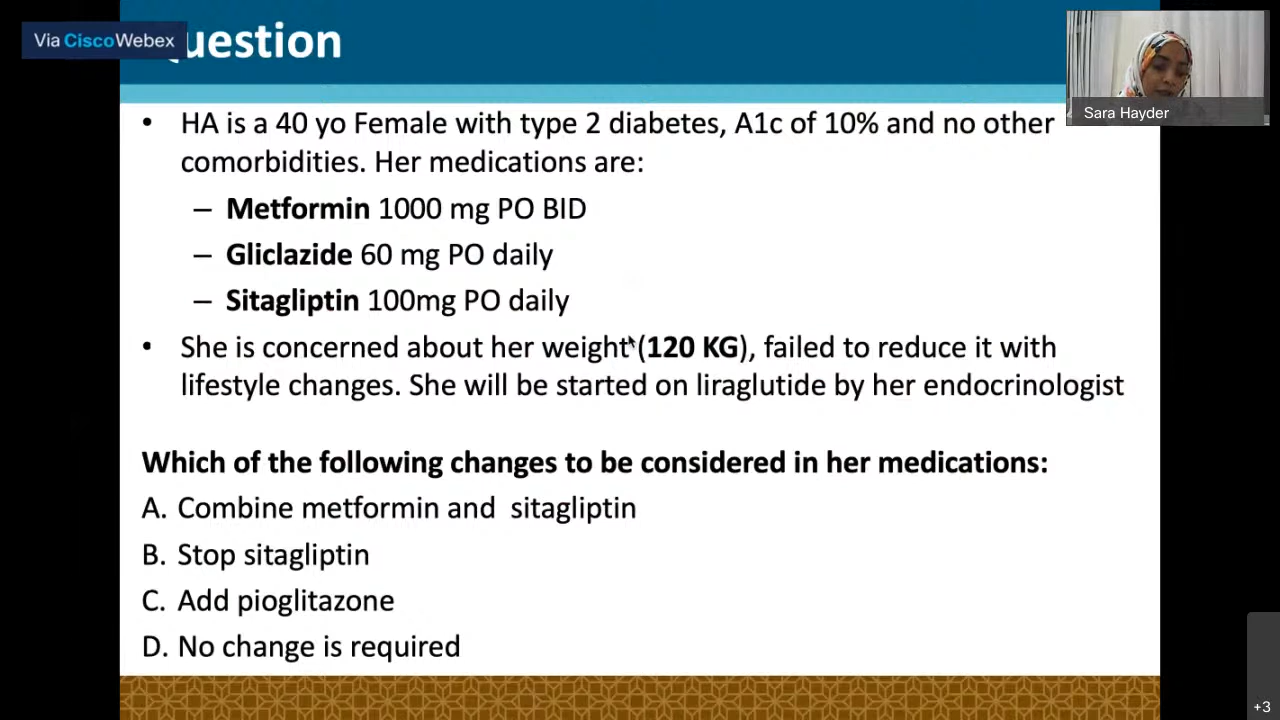 Via CiscoWebex
uestion
Sara Hayder
• HA is a 40 yo Female with type 2 diabetes, A1c of 10% and no other
comorbidities. Her medications are:
– Metformin 1000 mg PO BID
– Gliclazide 60 mg PO daily
– Sitagliptin 100mg PO daily
• She is concerned about her weight (120 KG), failed to reduce it with
lifestyle changes. She will be started on liraglutide by her endocrinologist
Which of the following changes to be considered in her medications:
A. Combine metformin and sitagliptin
B. Stop sitagliptin
C. Add pioglitazone
D. No change is required
+3